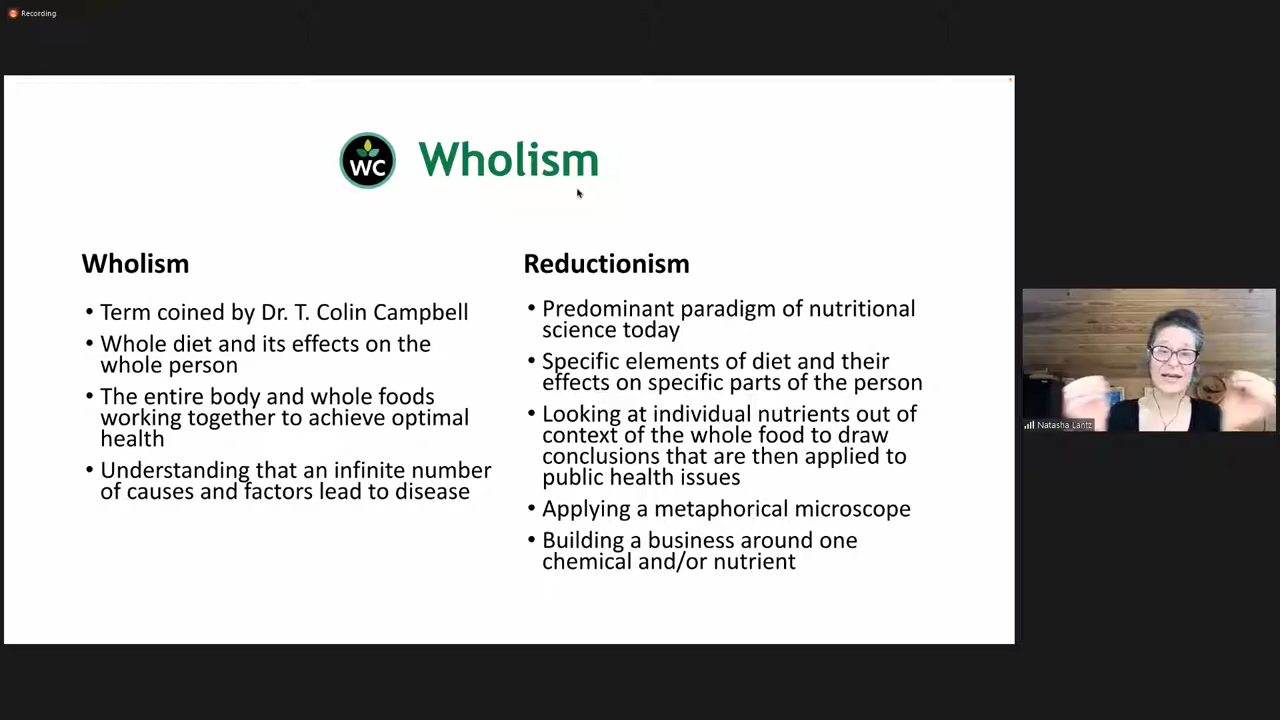 Recording
WC
Wholism
Wholism
• Term coined by Dr. T. Colin Campbell
• Whole diet and its effects on the
whole person
• The entire body and whole foods
working together to achieve optimal
health
• Understanding that an infinite number
of causes and factors lead to disease
Reductionism
• Predominant paradigm of nutritional
science today
• Specific elements of diet and their
effects on specific parts of the person
• Looking at individual nutrients out of
context of the whole food to draw
conclusions that are then applied to
public health issues
• Applying a metaphorical microscope
• Building a business around one
chemical and/or nutrient
Natasha Lantz